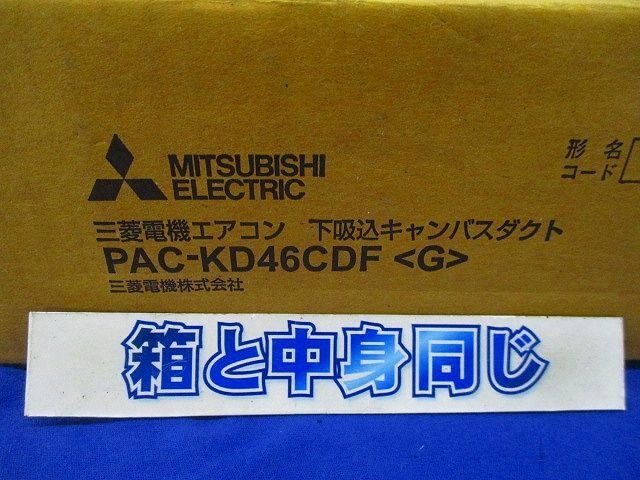 MITSUBISHI
ELECTRIC
形名
コード
三菱電機エアコン 下吸込キャンバスダクト
PAC-KD46CDF <G>
三菱電機株式会社
箱と中身同じ